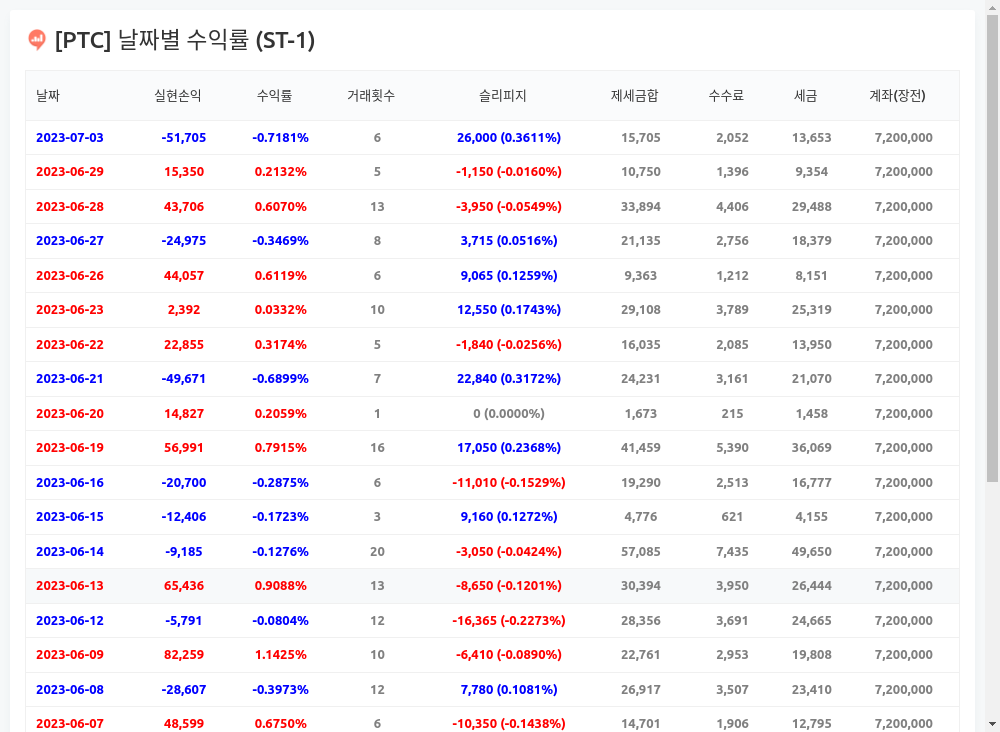 [PTC] 날짜별 수익률 (ST-1)
날짜 실현손익 수익률 거래횟수 슬리피지 제세금합 수수료 세금 계좌(장전)
2023-07-03 -51,705 -0.7181% 6 26,000 (0.3611%) 15,705 2,052 13,653 7,200,000
2023-06-29 15,350 0.2132% 5 -1,150 (-0.0160%) 10,750 1,396 9,354 7,200,000
2023-06-28 43,706 0.6070% 13 -3,950 (-0.0549%) 33,894 4,406 29,488 7,200,000
2023-06-27 -24,975 -0.3469% 8 3,715 (0.0516%) 21,135 2,756 18,379 7,200,000
2023-06-26 44,057 0.6119% 6 9,065 (0.1259%) 9,363 1,212 8,151 7,200,000
2023-06-23 2,392 0.0332% 10 12,550 (0.1743%) 29,108 3,789 25,319 7,200,000
2023-06-22 22,855 0.3174% 5 -1,840 (-0.0256%) 16,035 2,085 13,950 7,200,000
2023-06-21 -49,671 -0.6899% 7 22,840 (0.3172%) 24,231 3,161 21,070 7,200,000
2023-06-20 14,827 0.2059% 1 0 (0.0000%) 1,673 215 1,458 7,200,000
2023-06-19 56,991 0.7915% 16 17,050 (0.2368%) 41,459 5,390 36,069 7,200,000
2023-06-16 -20,700 -0.2875% 6 -11,010 (-0.1529%) 19,290 2,513 16,777 7,200,000
2023-06-15 -12,406 -0.1723% 3 9,160 (0.1272%) 4,776 621 4,155 7,200,000
2023-06-14 -9,185 -0.1276% 20 -3,050 (-0.0424%) 57,085 7,435 49,650 7,200,000
2023-06-13 65,436 0.9088% 13 -8,650 (-0.1201%) 30,394 3,950 26,444 7,200,000
2023-06-12 -5,791 -0.0804% 12 -16,365 (-0.2273%) 28,356 3,691 24,665 7,200,000
2023-06-09 82,259 1.1425% 10 -6,410 (-0.0890%) 22,761 2,953 19,808 7,200,000
2023-06-08 -28,607 -0.3973% 12 7,780 (0.1081%) 26,917 3,507 23,410 7,200,000
2023-06-07 48,599 0.6750% 6 -10,350 (-0.1438%) 14,701 1,906 12,795 7,200,000